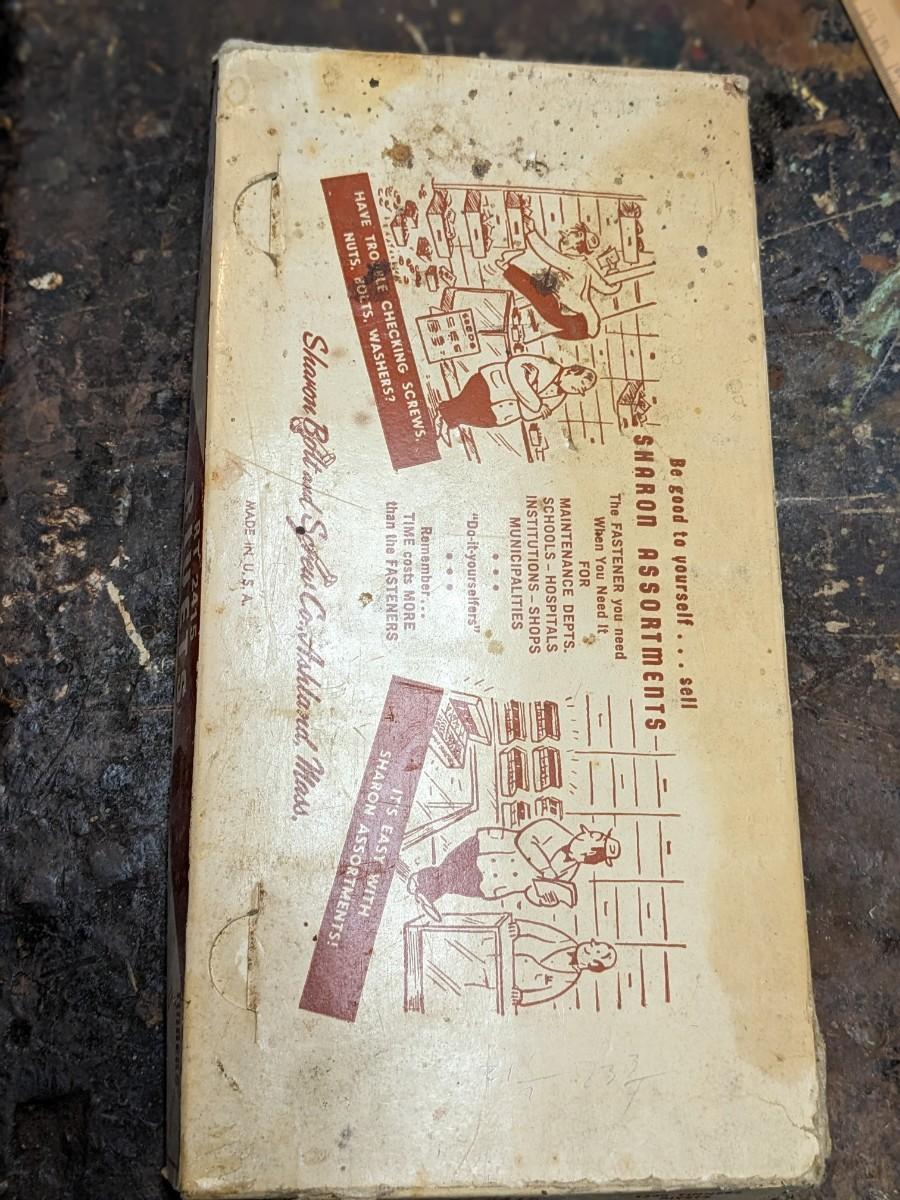 Be good to yourself . . . sell
SHARON ASSORTMENTS
The FASTENER you need
When You Need It
FOR
MAINTENANCE DEPTS.
SCHOOLS – HOSPITALS
INSTITUTIONS – SHOPS
MUNICIPALITIES
• • •
"Do-it-yourselfers"
• • •
Remember...
TIME costs MORE
than the FASTENERS
HAVE TROUBLE CHECKING SCREWS,
NUTS, BOLTS, WASHERS?
IT'S EASY WITH
SHARON ASSORTMENTS!
Sharon Bolt and Screw Co., Ashland, Mass.
MADE IN U.S.A.